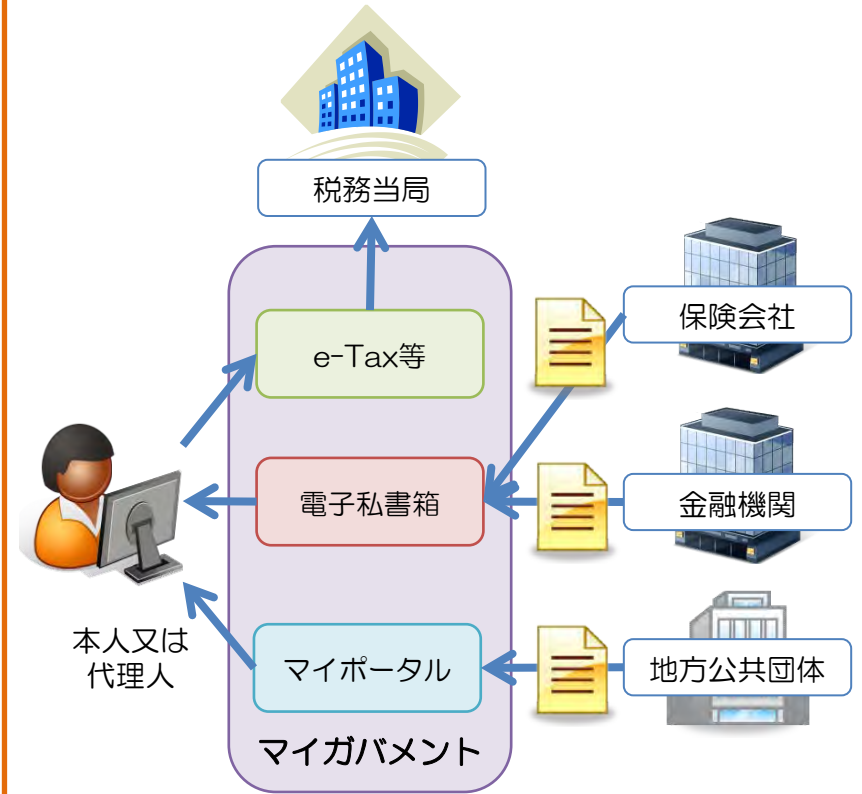 税務当局
e-Tax等
保険会社
電子私書箱
金融機関
本人又は
代理人
マイポータル
地方公共団体
マイガバメント